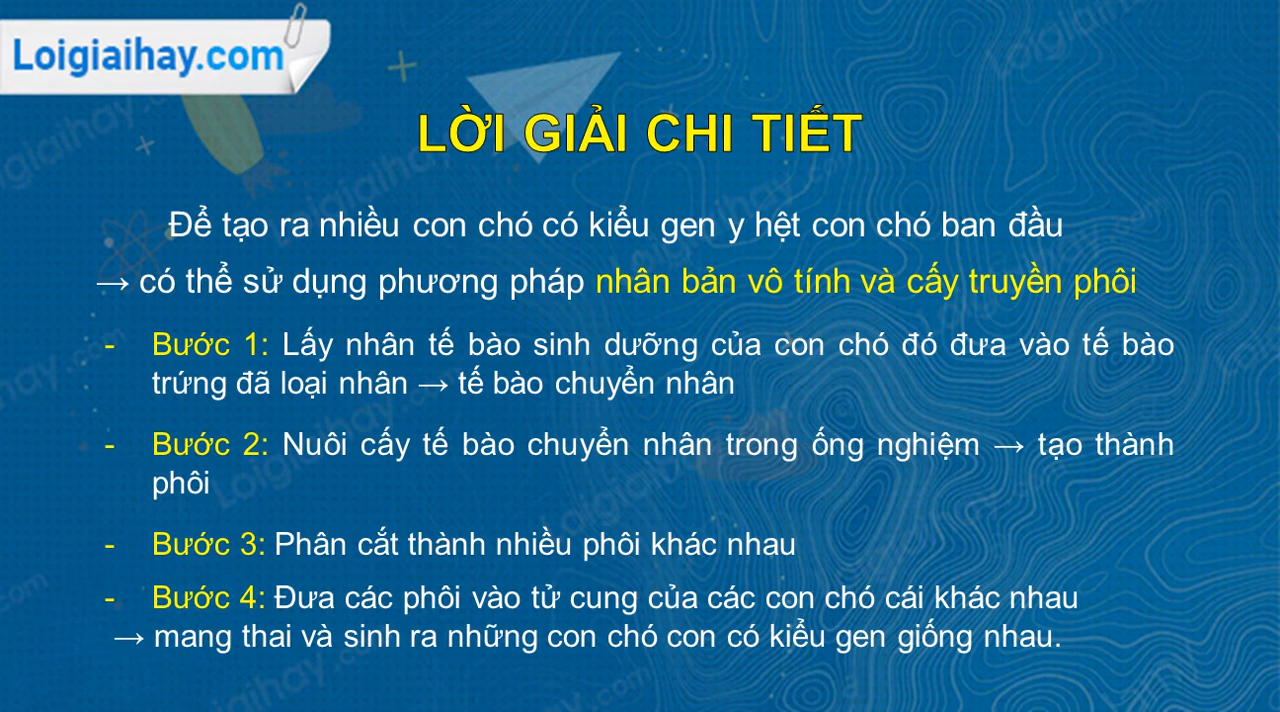 Loigiaihay.com
LỜI GIẢI CHI TIẾT
Để tạo ra nhiều con chó có kiểu gen y hệt con chó ban đầu
→ có thể sử dụng phương pháp nhân bản vô tính và cấy truyền phôi
- Bước 1: Lấy nhân tế bào sinh dưỡng của con chó đó đưa vào tế bào
trứng đã loại nhân → tế bào chuyển nhân
- Bước 2: Nuôi cấy tế bào chuyển nhân trong ống nghiệm → tạo thành
phôi
- Bước 3: Phân cắt thành nhiều phôi khác nhau
- Bước 4: Đưa các phôi vào tử cung của các con chó cái khác nhau
→ mang thai và sinh ra những con chó con có kiểu gen giống nhau.